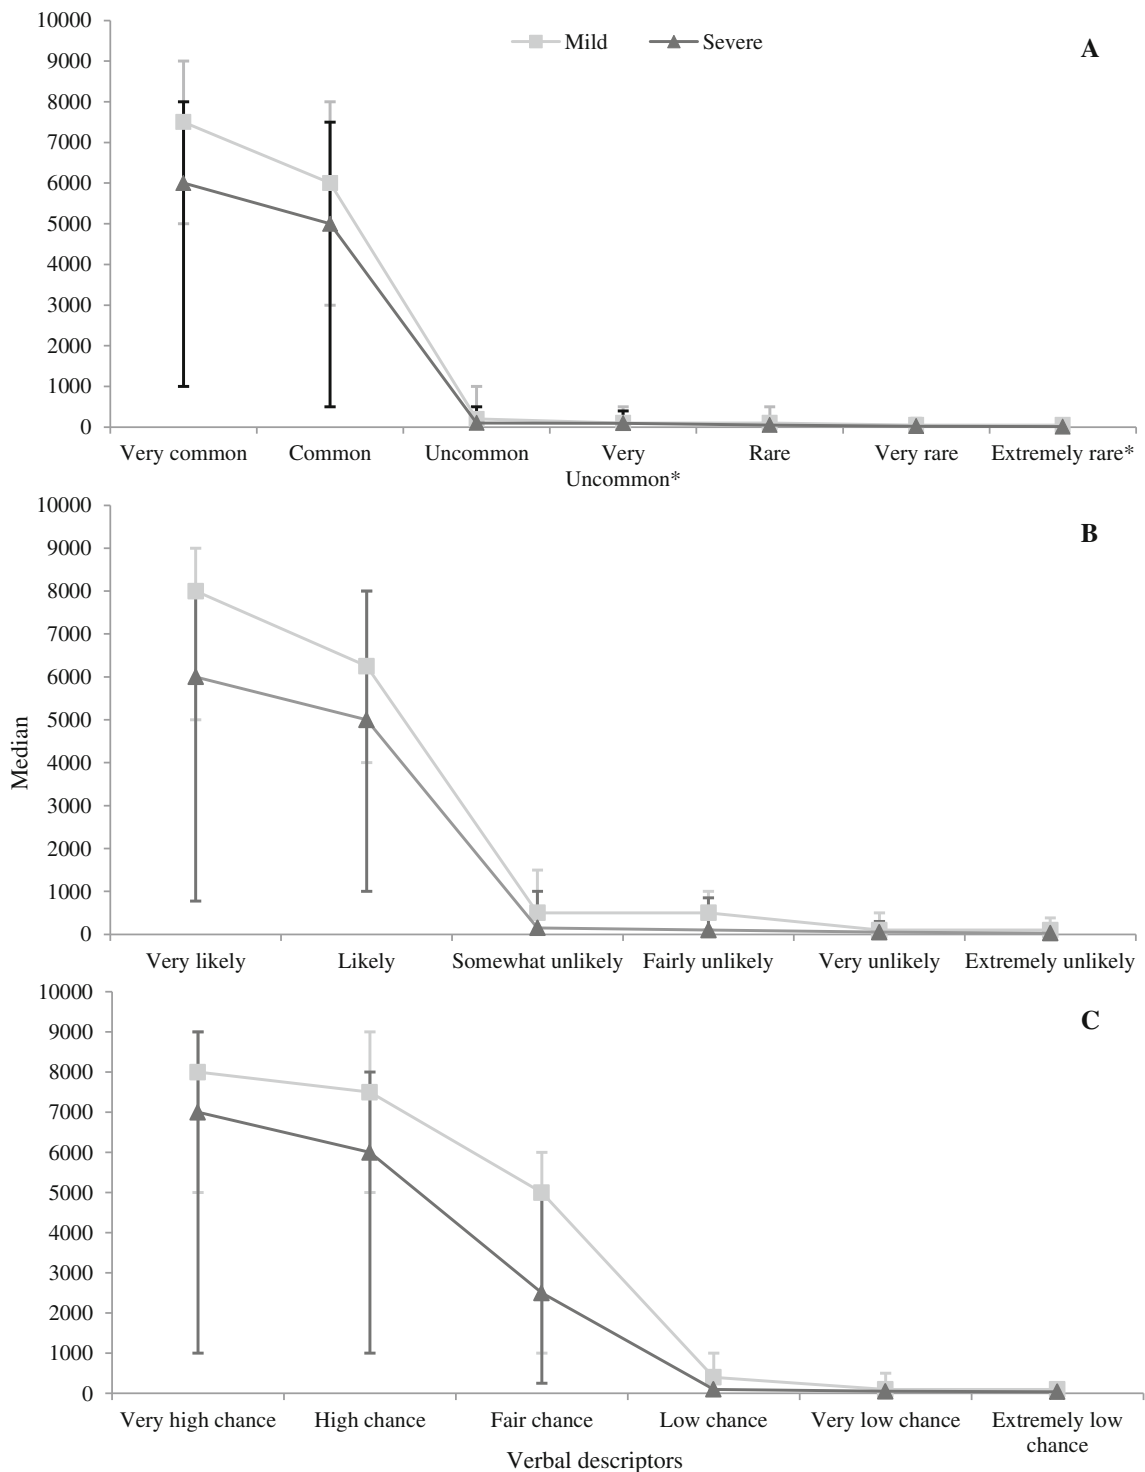 10000
Mild
Severe
A
9000
8000
7000
6000
5000
4000
3000
2000
1000
0
Very common
Common
Uncommon
Very
Uncommon*
Rare
Very rare
Extremely rare*
10000
B
9000
8000
7000
6000
5000
4000
3000
2000
1000
0
Median
Very likely
Likely
Somewhat unlikely
Fairly unlikely
Very unlikely
Extremely unlikely
10000
C
9000
8000
7000
6000
5000
4000
3000
2000
1000
0
Very high chance
High chance
Fair chance
Low chance
Very low chance
Extremely low
chance
Verbal descriptors